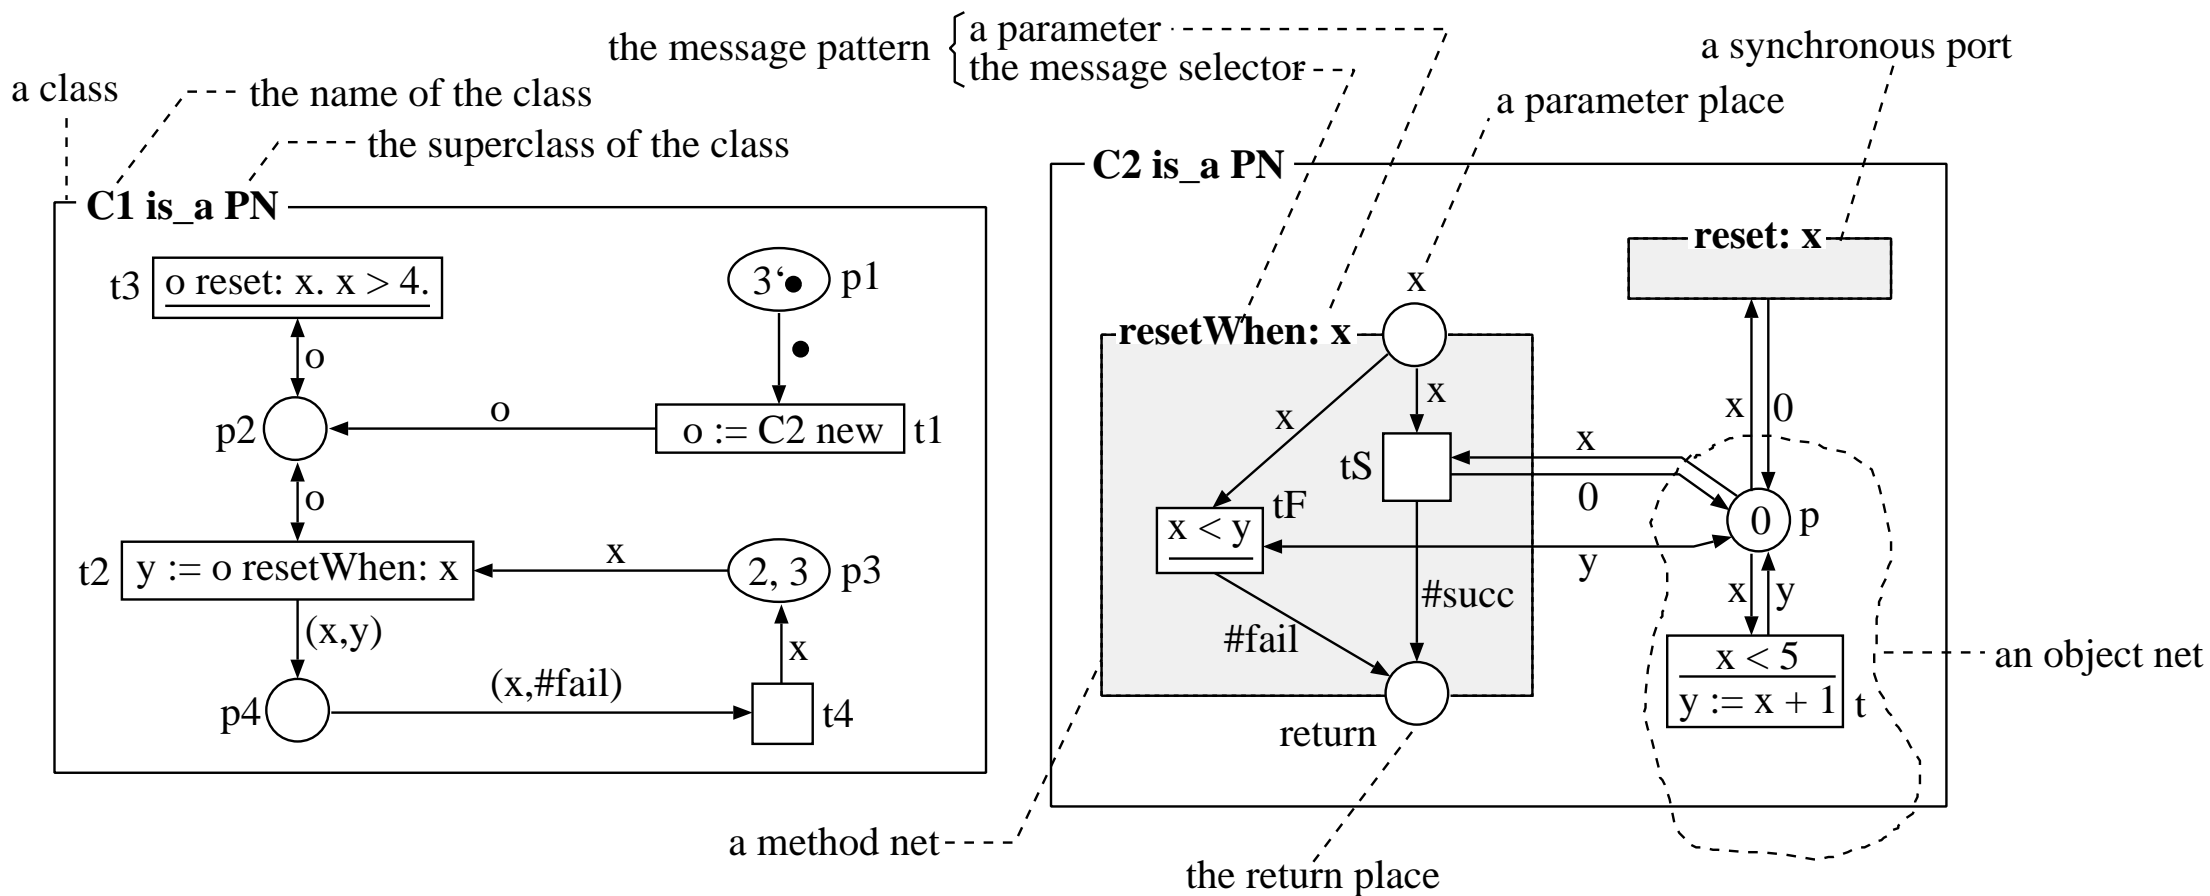 the message pattern
a parameter
the message selector
a synchronous port
a class
the name of the class
a parameter place
the superclass of the class
C1 is_a PN
C2 is_a PN
t3
o reset: x. x > 4.
3‘●
p1
o
●
p2
o
o := C2 new
t1
o
t2
y := o resetWhen: x
x
2, 3
p3
(x,y)
x
p4
(x,#fail)
t4
reset: x
x
resetWhen: x
x
x
x
0
tS
x
0
tF
x < y
y
0
p
#succ
#fail
x
y
x < 5
y := x + 1
t
return
an object net
a method net
the return place